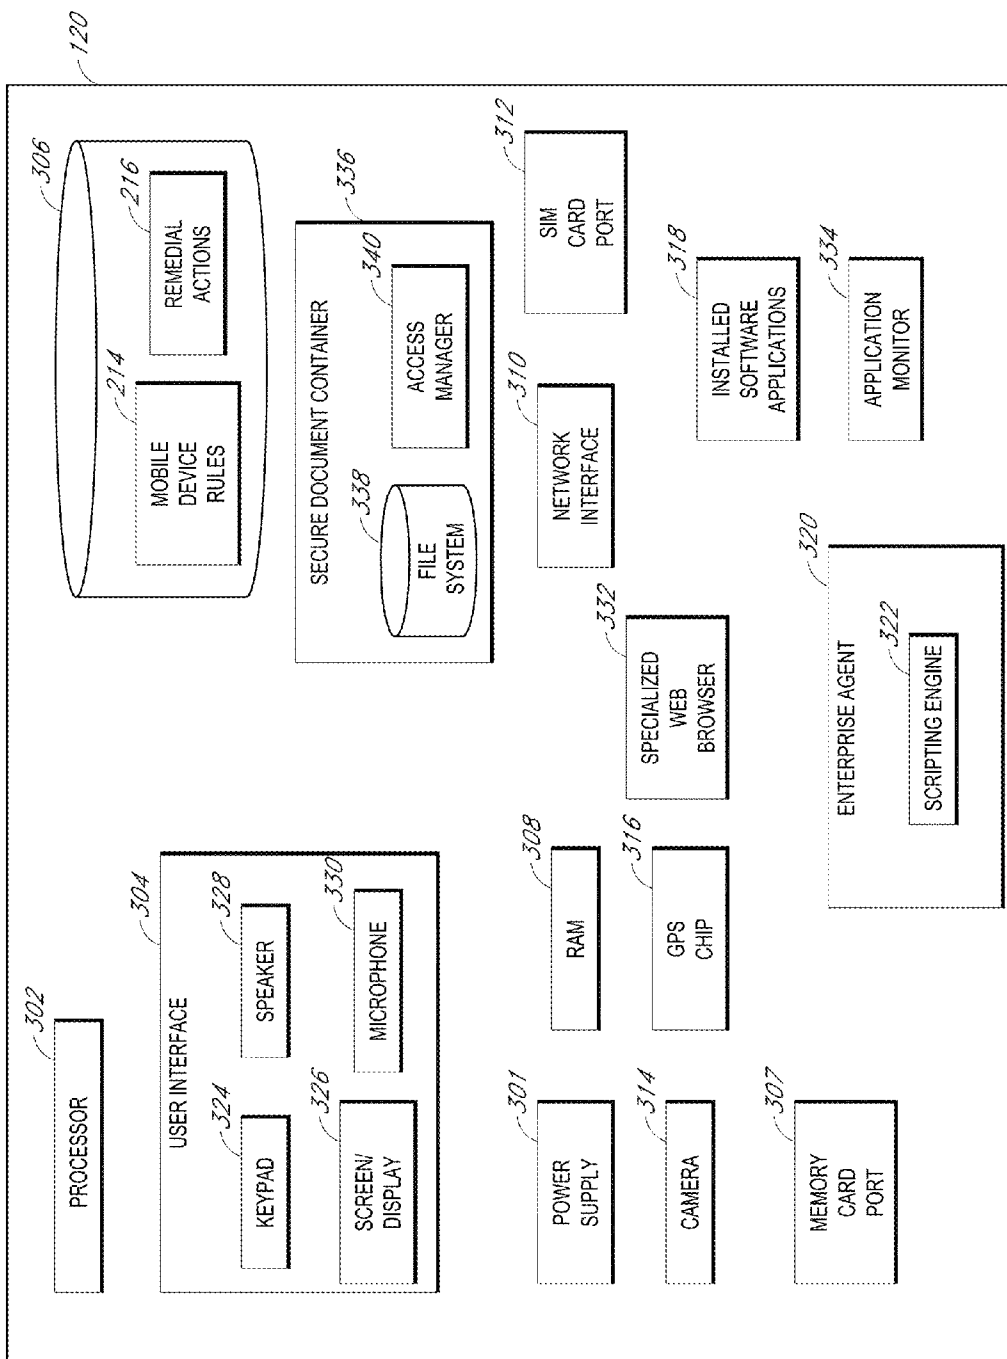 120
302
PROCESSOR
304
USER INTERFACE
324
KEYPAD
328
SPEAKER
326
SCREEN/
DISPLAY
330
MICROPHONE
306
214
MOBILE
DEVICE
RULES
216
REMEDIAL
ACTIONS
336
SECURE DOCUMENT CONTAINER
338
FILE
SYSTEM
340
ACCESS
MANAGER
301
POWER
SUPPLY
308
RAM
310
NETWORK
INTERFACE
312
SIM
CARD
PORT
314
CAMERA
316
GPS
CHIP
332
SPECIALIZED
WEB
BROWSER
318
INSTALLED
SOFTWARE
APPLICATIONS
307
MEMORY
CARD
PORT
320
ENTERPRISE AGENT
322
SCRIPTING ENGINE
334
APPLICATION
MONITOR